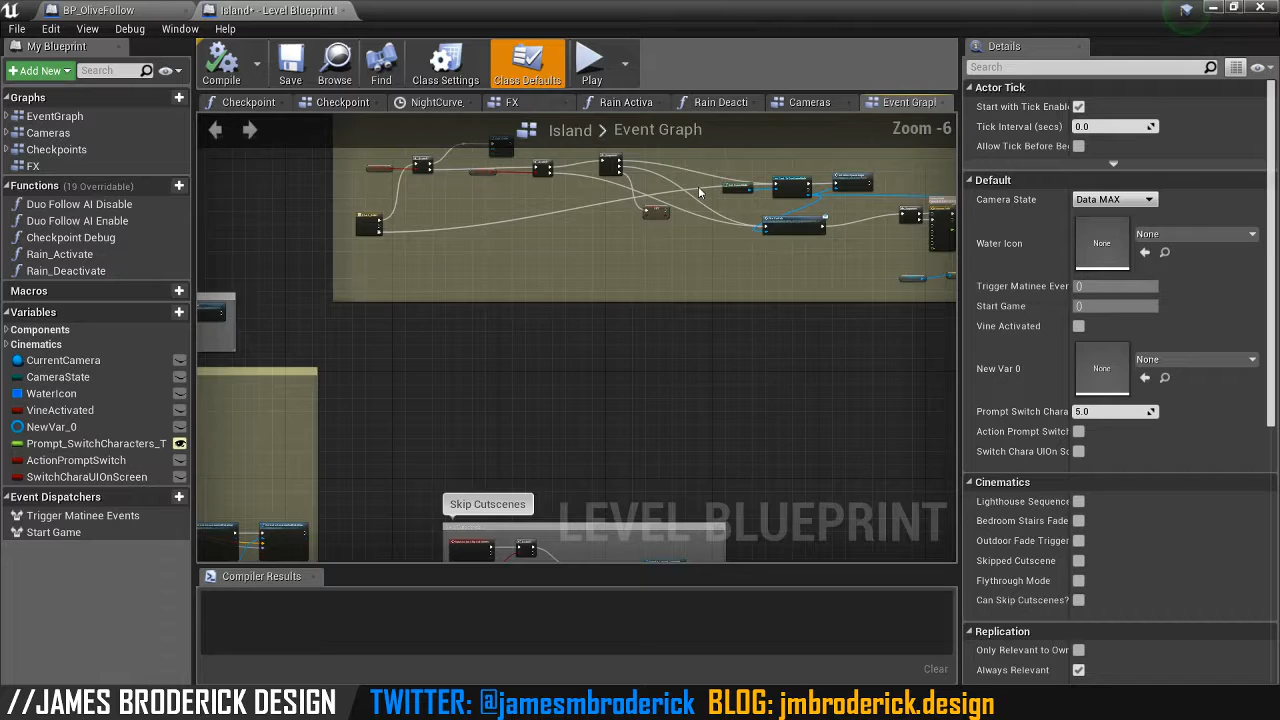 BP_OliveFollow
Island* - Level Blueprint
File Edit View Debug Window Help
My Blueprint
Add New
Search
Compile
Save
Browse
Find
Class Settings
Class Defaults
Play
Details
Search
Checkpoint
Checkpoint
NightCurve
FX
Rain Activa
Rain Deacti
Cameras
Event Grapl
Island > Event Graph
Zoom -6
Graphs
EventGraph
Cameras
Checkpoints
FX
Functions (19 Overridable)
Duo Follow AI Disable
Duo Follow AI Enable
Checkpoint Debug
Rain_Activate
Rain_Deactivate
Macros
Variables
Components
Cinematics
CurrentCamera
CameraState
WaterIcon
VineActivated
NewVar_0
Prompt_SwitchCharacters_T
ActionPromptSwitch
SwitchCharaUIOnScreen
Event Dispatchers
Trigger Matinee Events
Start Game
Skip Cutscenes
LEVEL BLUEPRINT
Compiler Results
Clear
Actor Tick
Start with Tick Enable
Tick Interval (secs) 0.0
Allow Tick Before Be
Default
Camera State Data MAX
Water Icon None None
Trigger Matinee Ever ()
Start Game ()
Vine Activated
New Var 0 None None
Prompt Switch Chara 5.0
Action Prompt Switch
Switch Chara UIOn Sc
Cinematics
Lighthouse Sequence
Bedroom Stairs Fade
Outdoor Fade Trigger
Skipped Cutscene
Flythrough Mode
Can Skip Cutscenes?
Replication
Only Relevant to Own
Always Relevant
//JAMES BRODERICK DESIGN TWITTER: @jamesmbroderick BLOG: jmbroderick.design